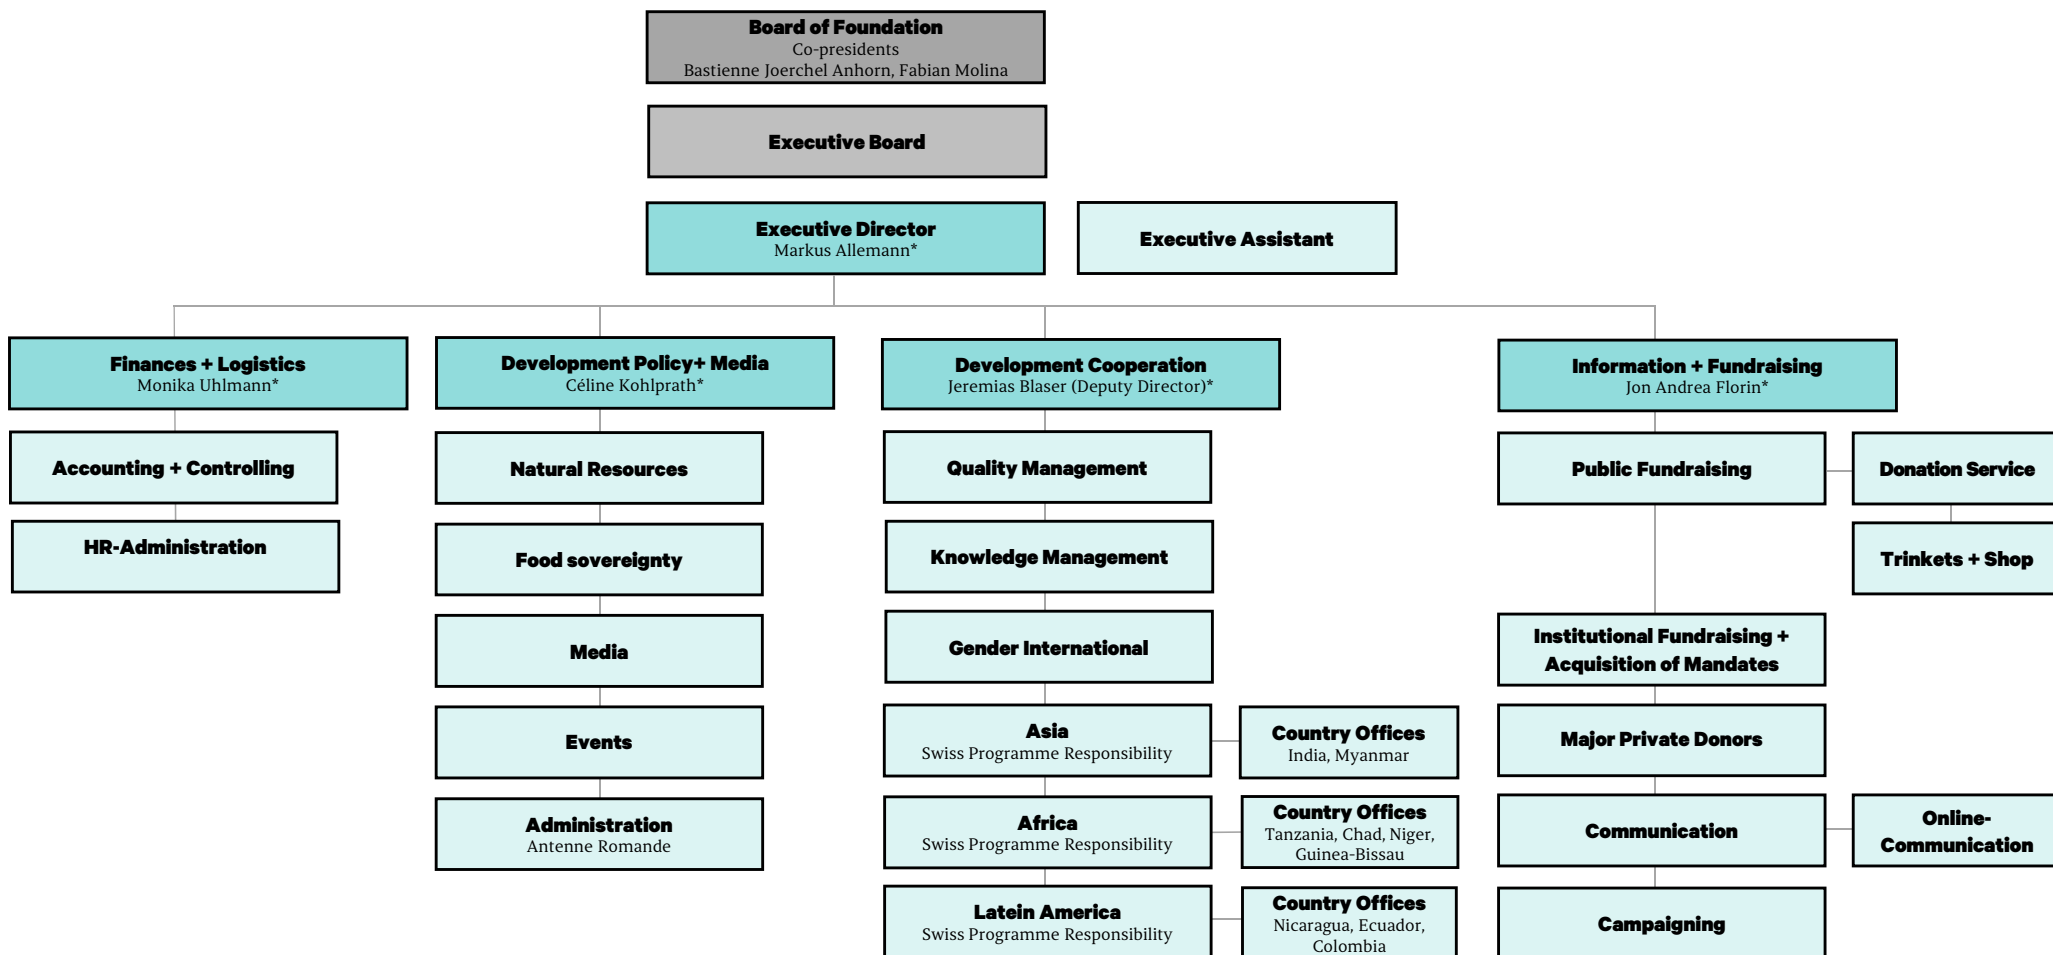 Board of Foundation
Co-presidents
Bastienne Joerchel Anhorn, Fabian Molina
Executive Board
Executive Director
Markus Allemann*
Executive Assistant
Finances + Logistics
Monika Uhlmann*
Accounting + Controlling
HR-Administration
Development Policy+ Media
Céline Kohlprath*
Natural Resources
Food sovereignty
Media
Events
Administration
Antenne Romande
Development Cooperation
Jeremias Blaser (Deputy Director)*
Quality Management
Knowledge Management
Gender International
Asia
Swiss Programme Responsibility
Country Offices
India, Myanmar
Africa
Swiss Programme Responsibility
Country Offices
Tanzania, Chad, Niger,
Guinea-Bissau
Latein America
Swiss Programme Responsibility
Country Offices
Nicaragua, Ecuador,
Colombia
Information + Fundraising
Jon Andrea Florin*
Public Fundraising
Donation Service
Trinkets + Shop
Institutional Fundraising +
Acquisition of Mandates
Major Private Donors
Communication
Online-
Communication
Campaigning